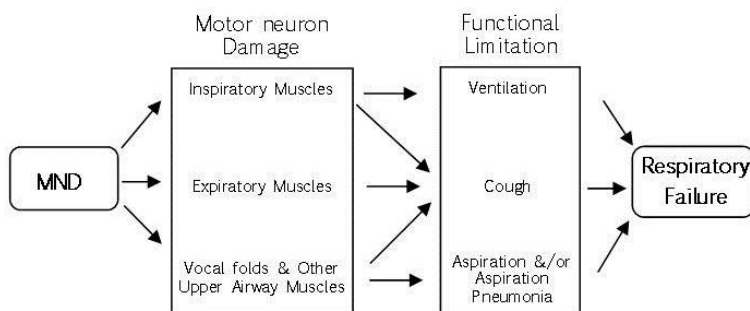 Motor neuron
Damage
Functional
Limitation
Inspiratory Muscles
Ventilation
MND
Expiratory Muscles
Cough
Respiratory
Failure
Vocal folds & Other
Upper Airway Muscles
Aspiration &/or
Aspiration
Pneumonia